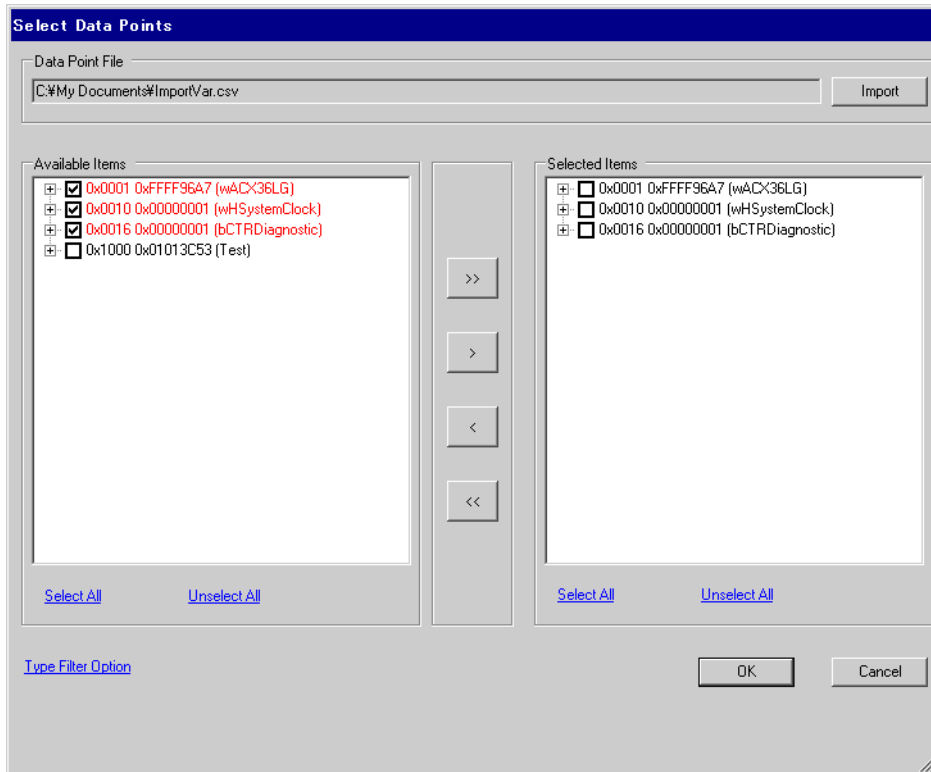 Select Data Points
Data Point File
C:¥My Documents¥ImportVar.csv
Import
Available Items
0x0001 0xFFFF96A7 (wACX36LG)
0x0010 0x00000001 (wHSystemClock)
0x0016 0x00000001 (bCTRDiagnostic)
0x1000 0x01013C53 (Test)
Select All
Unselect All
>>
>
<
<<
Selected Items
0x0001 0xFFFF96A7 (wACX36LG)
0x0010 0x00000001 (wHSystemClock)
0x0016 0x00000001 (bCTRDiagnostic)
Select All
Unselect All
Type Filter Option
OK
Cancel